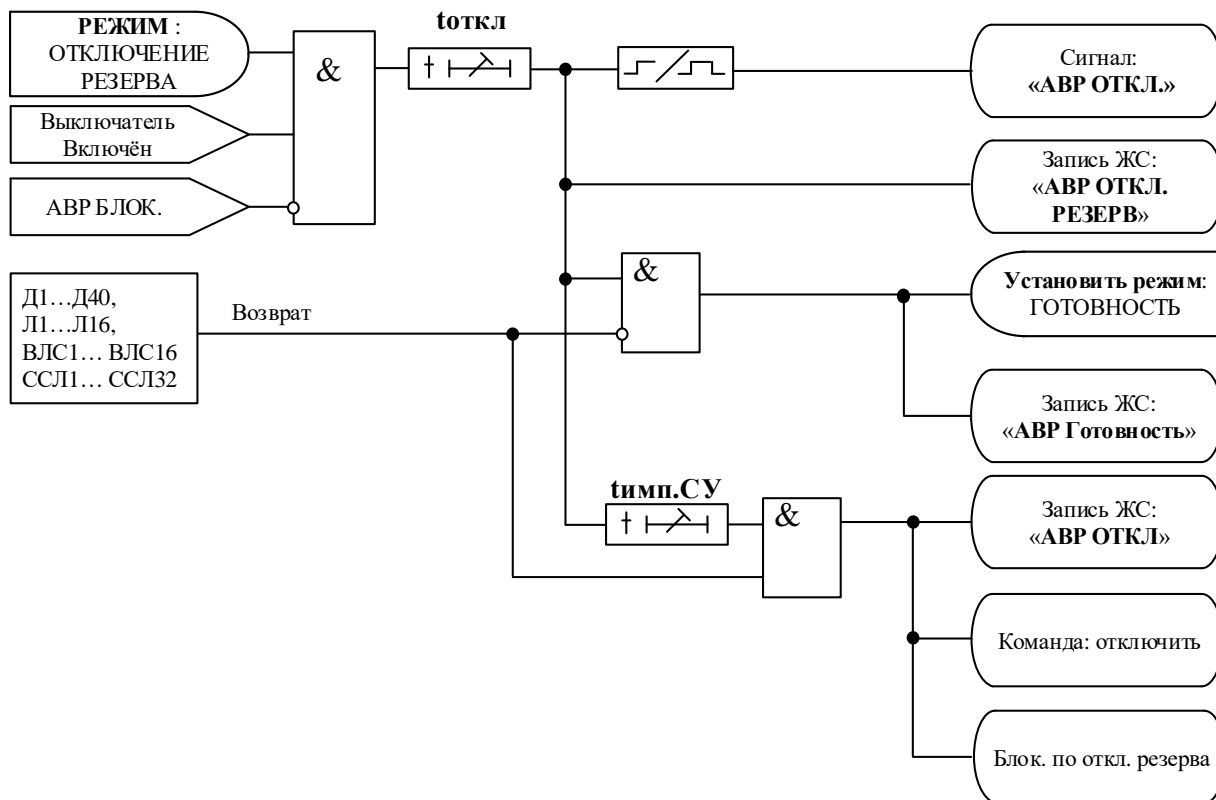 РЕЖИМ :
ОТКЛЮЧЕНИЕ
РЕЗЕРВА
Выключатель
Включён
АВР БЛОК.
&
tоткл
Сигнал:
«АВР ОТКЛ.»
Запись ЖС:
«АВР ОТКЛ.
РЕЗЕРВ»
Д1…Д40,
Л1…Л16,
ВЛС1… ВЛС16
ССЛ1… ССЛ32
Возврат
&
Установить режим:
ГОТОВНОСТЬ
Запись ЖС:
«АВР Готовность»
tимп.СУ
&
Запись ЖС:
«АВР ОТКЛ»
Команда: отключить
Блок. по откл. резерва